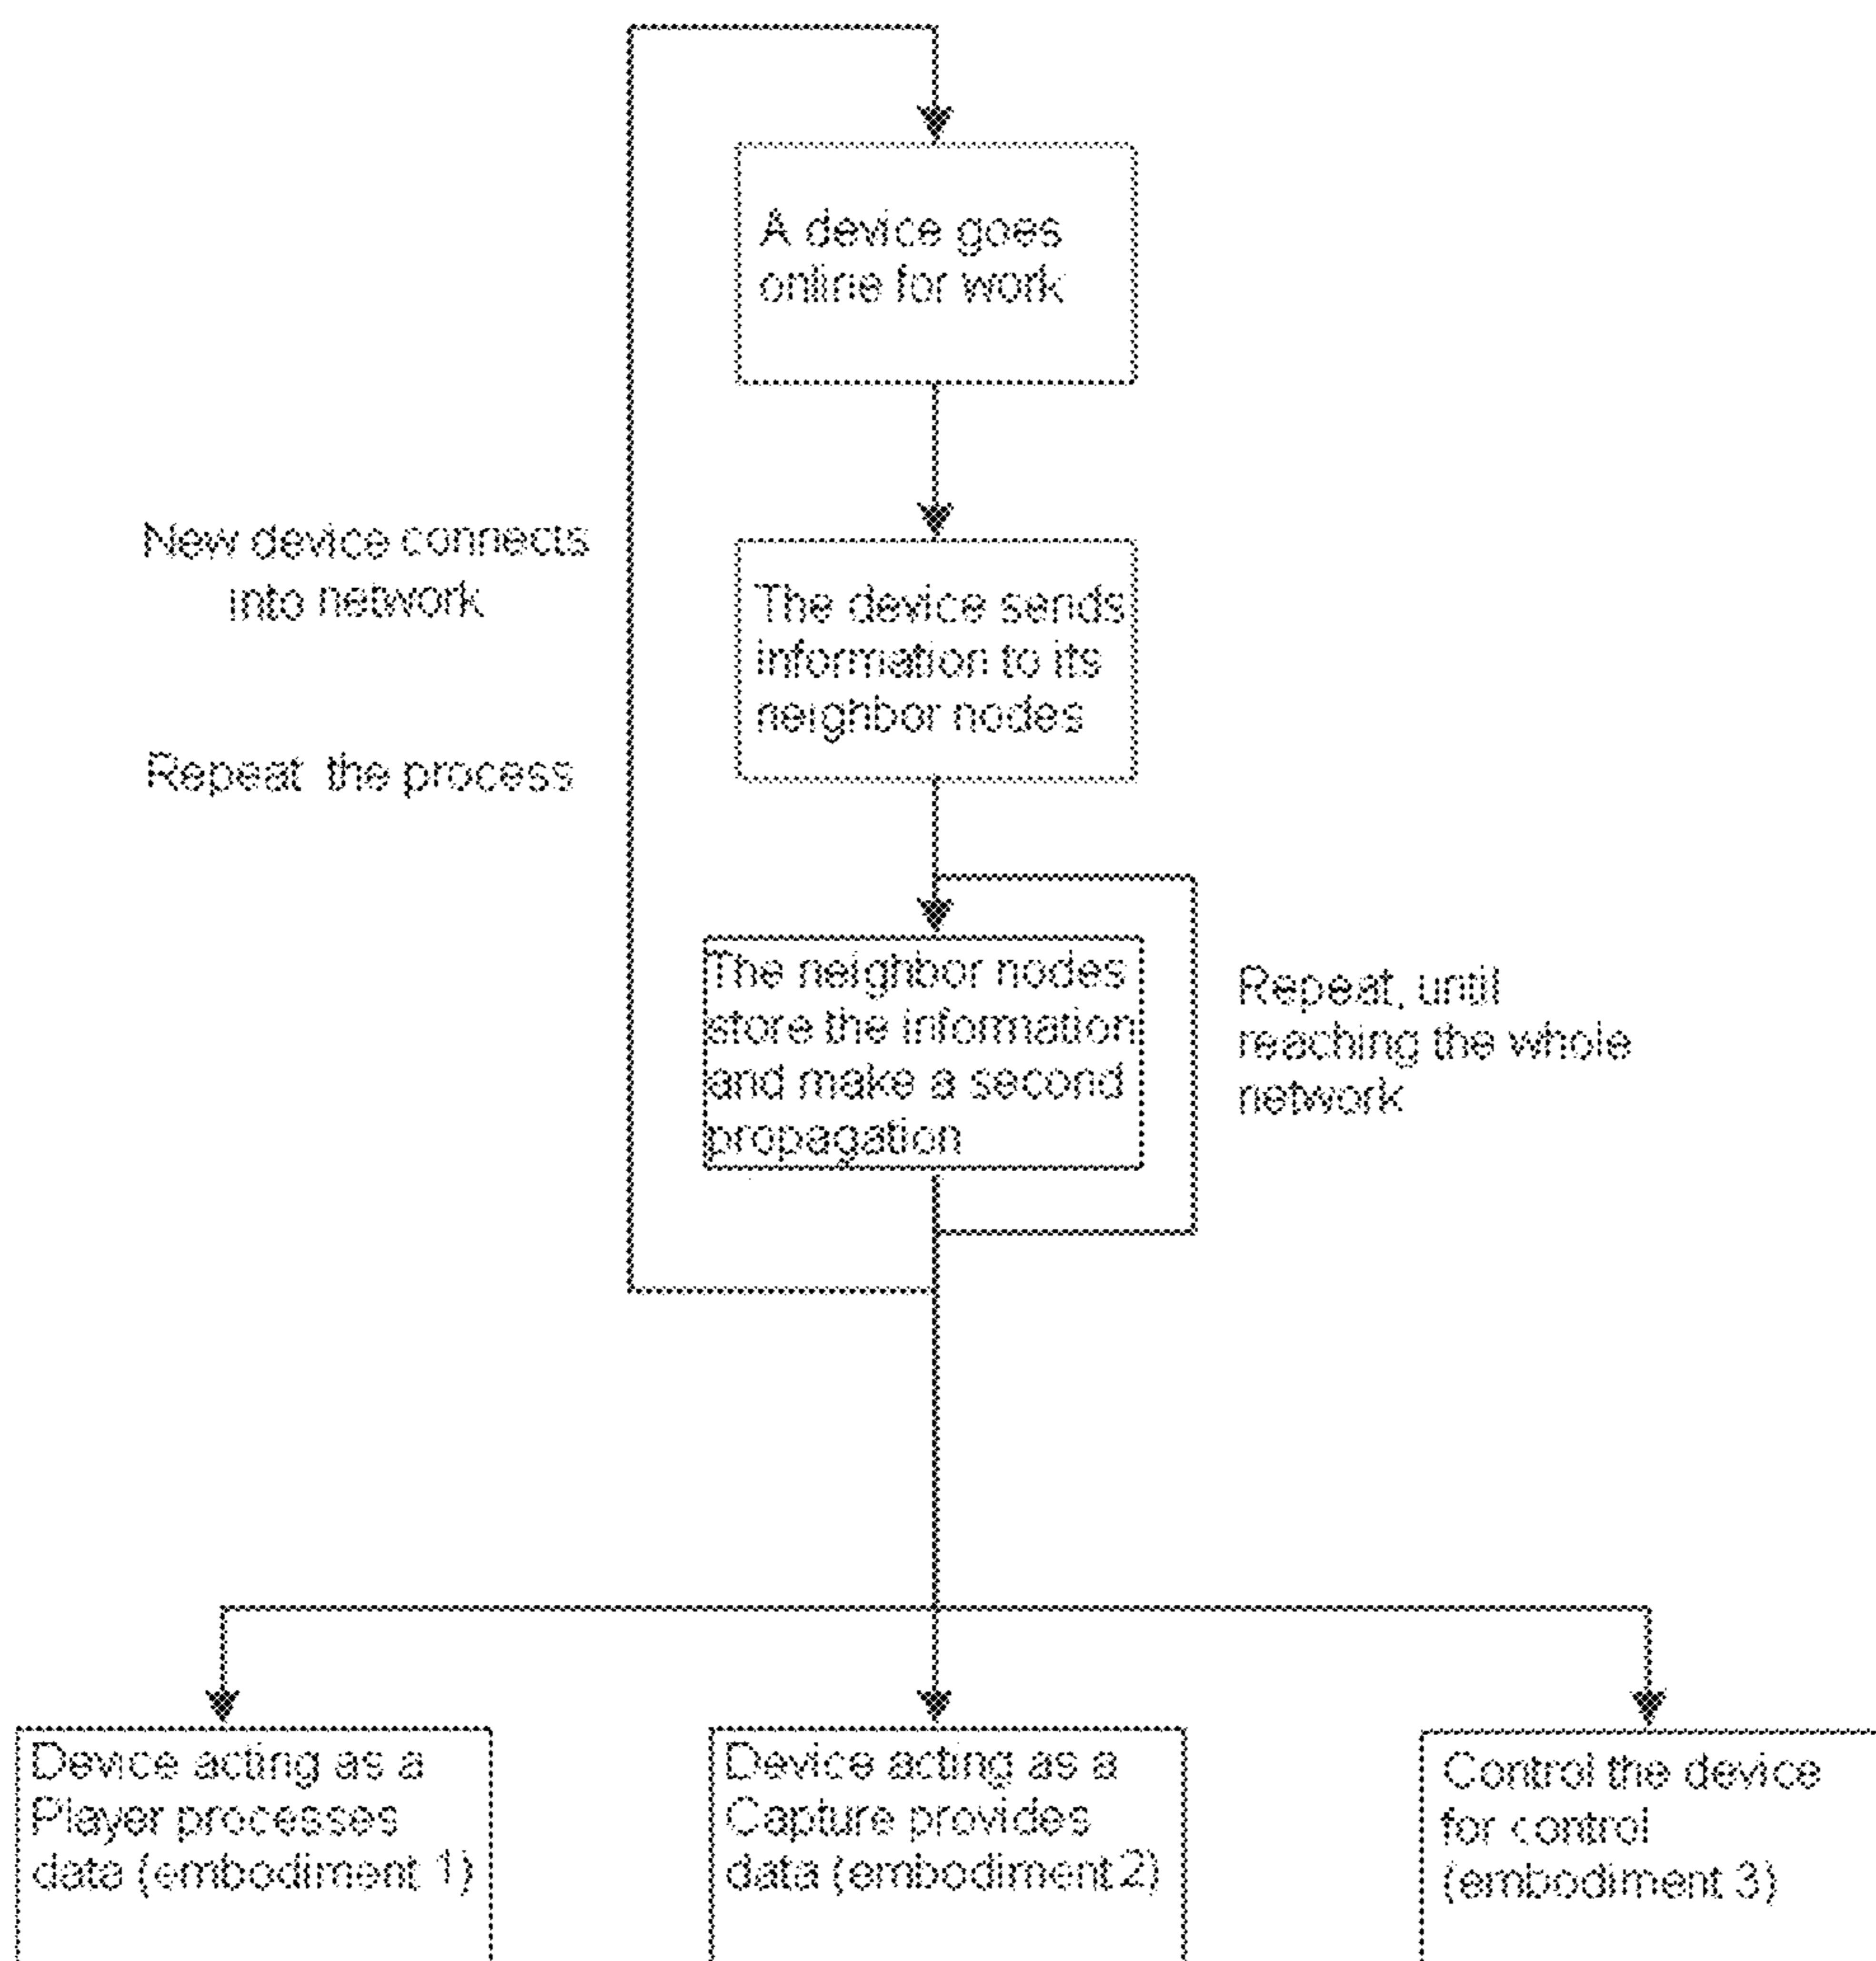 A device goes
online for work
New device connects
into network
The device sends
information to its
neighbor nodes
Repeat the process
The neighbor nodes
store the information
and make a second
propagation
Repeat, until
reaching the whole
network
Device acting as a
Player processes
data (embodiment 1)
Device acting as a
Capture provides
data (embodiment 2)
Control the device
for control
(embodiment 3)